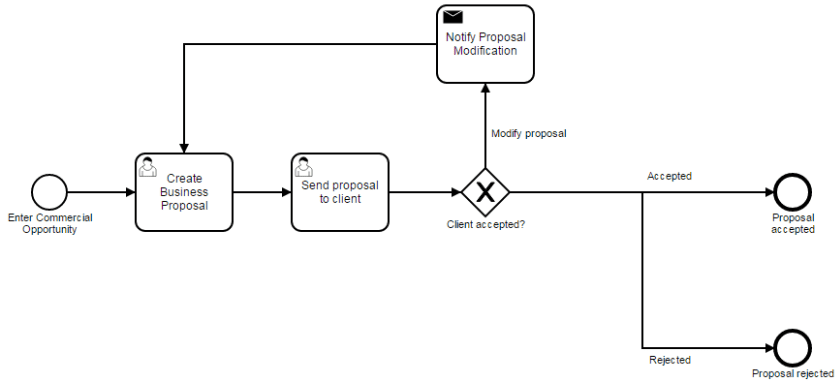 Notify Proposal
Modification
Modify proposal
Create
Business
Proposal
Send proposal
to client
Accepted
Enter Commercial
Opportunity
Client accepted?
Proposal
accepted
Rejected
Proposal rejected